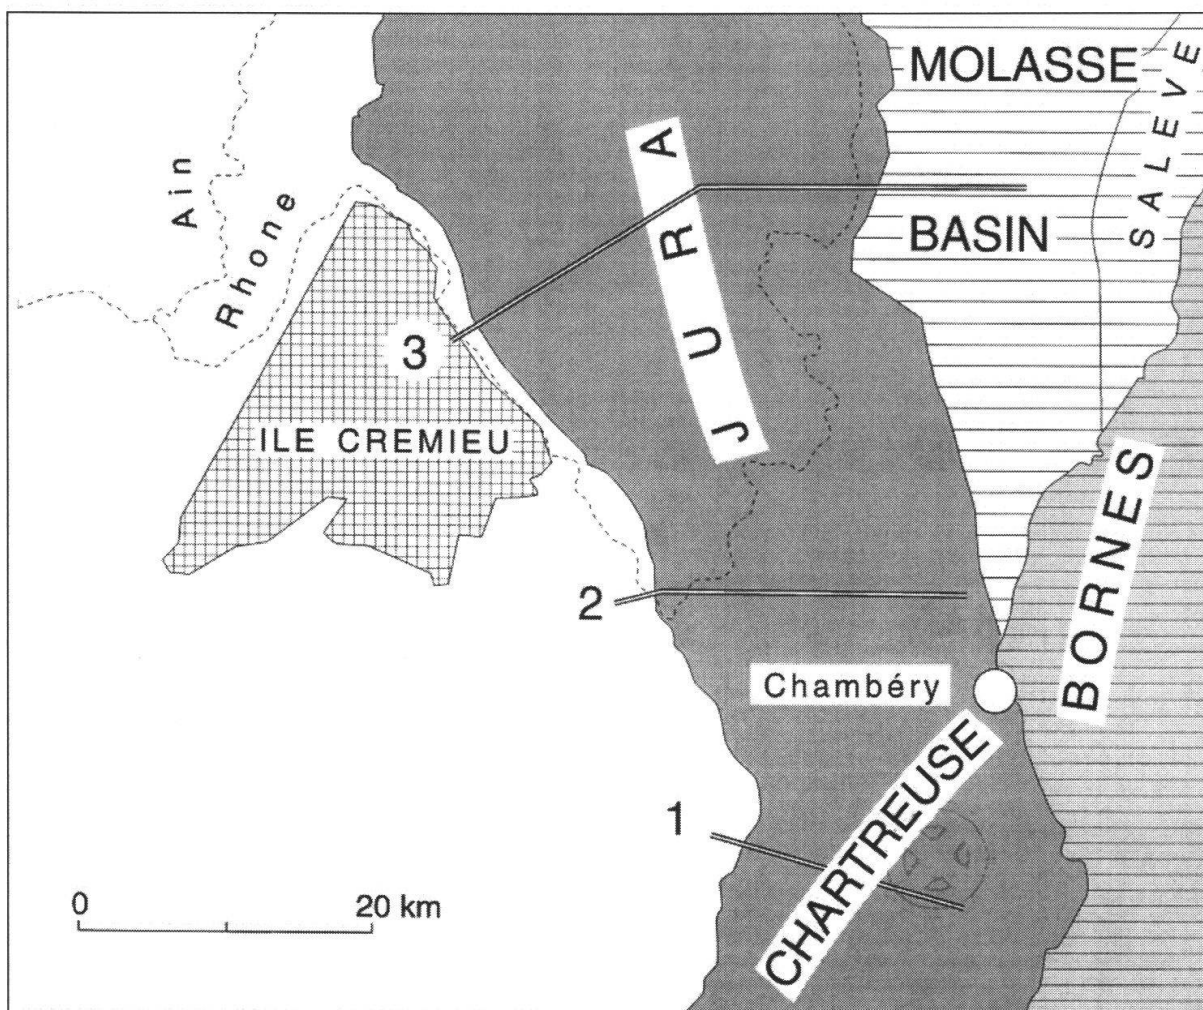 MOLASSE
SALEVE
Ain
JURA
Rhone
BASIN
3
ILE CREMIEU
BORNES
2
Chambéry
CHARTREUSE
1
0
20 km